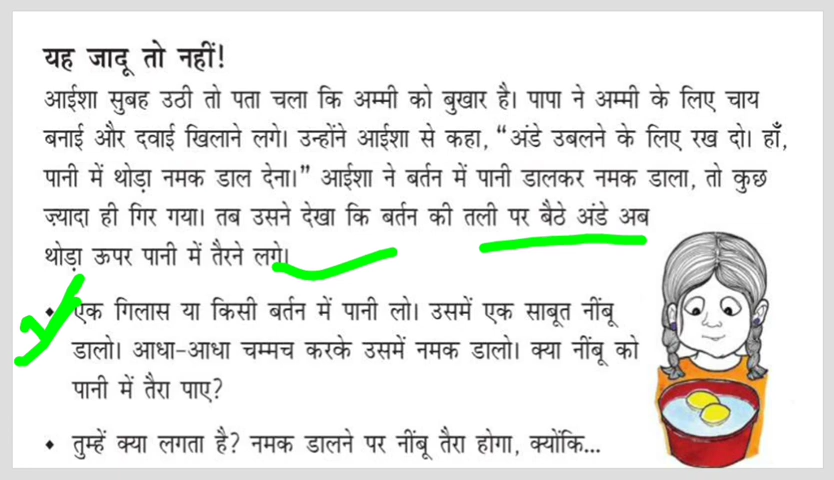 यह जादू तो नहीं!
आईशा सुबह उठी तो पता चला कि अम्मी को बुखार है। पापा ने अम्मी के लिए चाय
बनाई और दवाई खिलाने लगे। उन्होंने आईशा से कहा, “अंडे उबलने के लिए रख दो। हाँ,
पानी में थोड़ा नमक डाल देना।” आईशा ने बर्तन में पानी डालकर नमक डाला, तो कुछ
ज़्यादा ही गिर गया। तब उसने देखा कि बर्तन की तली पर बैठे अंडे अब
थोड़ा ऊपर पानी में तैरने लगे।
• एक गिलास या किसी बर्तन में पानी लो। उसमें एक साबूत नींबू
डालो। आधा-आधा चम्मच करके उसमें नमक डालो। क्या नींबू को
पानी में तैरा पाए?
• तुम्हें क्या लगता है? नमक डालने पर नींबू तैरा होगा, क्योंकि...